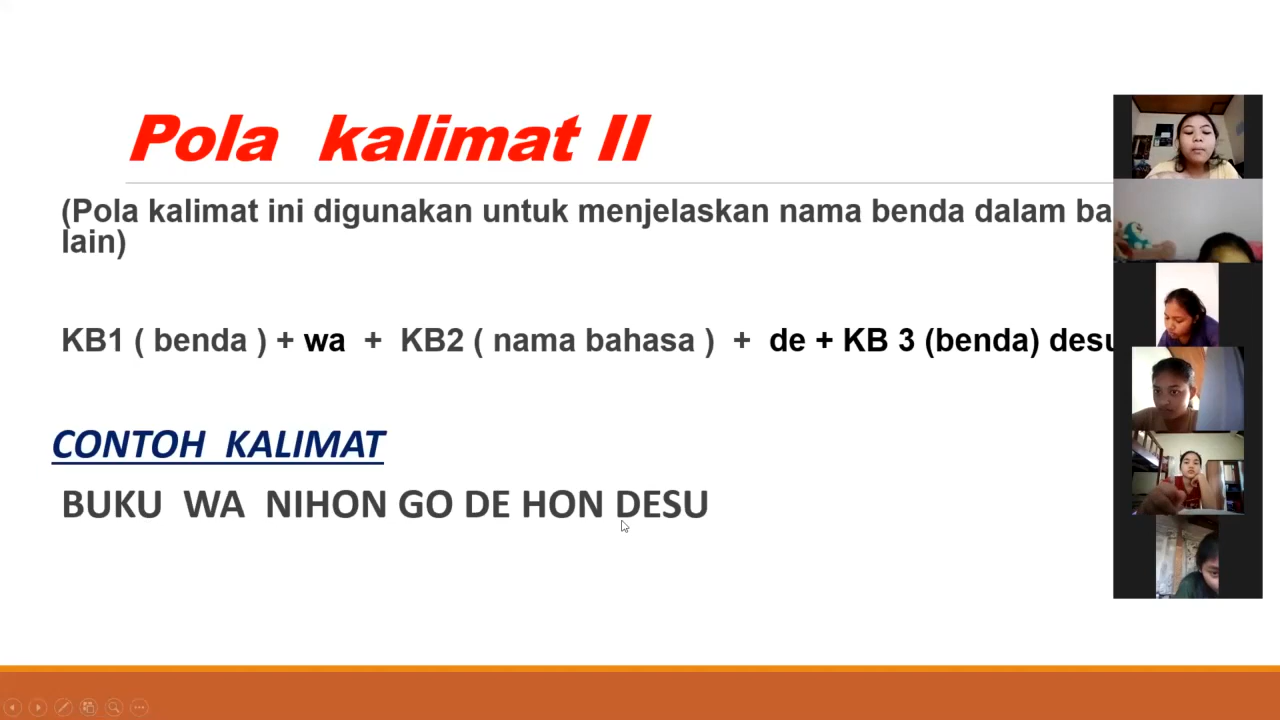 Pola kalimat II
(Pola kalimat ini digunakan untuk menjelaskan nama benda dalam
lain)
KB1 ( benda ) + wa + KB2 ( nama bahasa ) + de + KB 3 (benda) desu
CONTOH KALIMAT
BUKU WA NIHON GO DE HON DESU